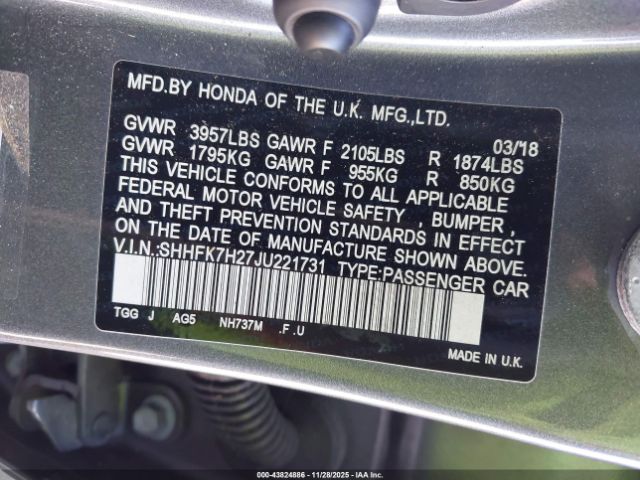 MFD.BY HONDA OF THE U.K. MFG.,LTD.
GVWR 3957LBS GAWR F 2105LBS R 1874LBS 03/18
GVWR 1795KG GAWR F 955KG R 850KG
THIS VEHICLE CONFORMS TO ALL APPLICABLE
FEDERAL MOTOR VEHICLE SAFETY , BUMPER ,
AND THEFT PREVENTION STANDARDS IN EFFECT
ON THE DATE OF MANUFACTURE SHOWN ABOVE.
V.I.N.:SHHFK7H27JU221731 TYPE:PASSENGER CAR
TGG J AG5 NH737M .F .U
MADE IN U.K.
000-43824886 | 11/28/2025 | IAA, Inc.